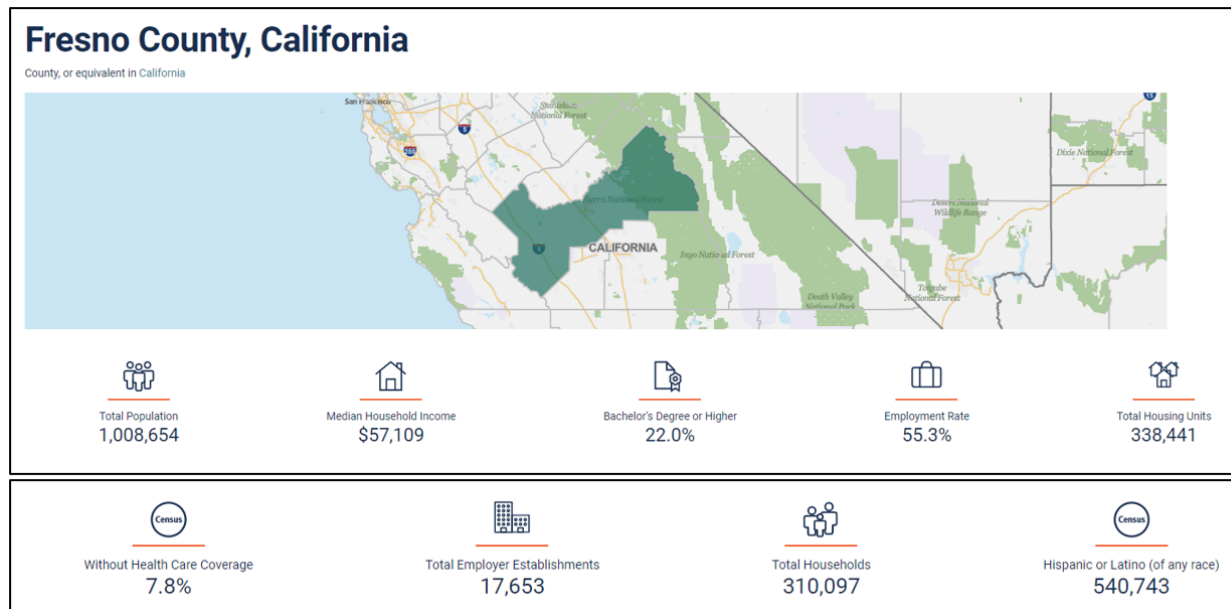 Fresno County, California
County, or equivalent in California
San Francisco
Stanislaus
National Forest
15
5
280
Dixie National Forest
Sierra National Forest
Desert National
Wildlife Range
5
CALIFORNIA
Inyo National Forest
Toiyabe
National Forest
Death Valley
National Park
Total Population
1,008,654
Median Household Income
$57,109
Bachelor's Degree or Higher
22.0%
Employment Rate
55.3%
Total Housing Units
338,441
Census
Without Health Care Coverage
7.8%
Total Employer Establishments
17,653
Total Households
310,097
Census
Hispanic or Latino (of any race)
540,743